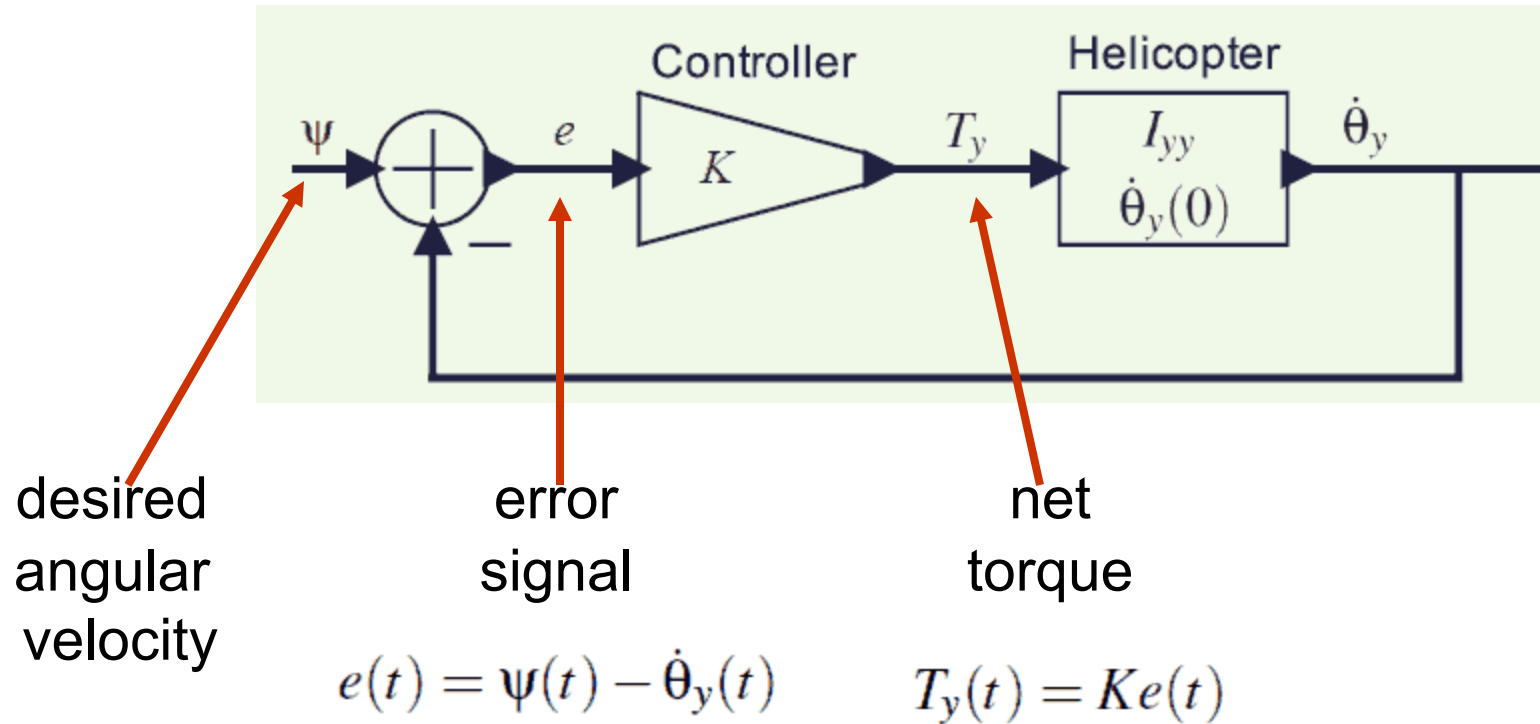 Controller
Helicopter
ψ
e
K
T_y
I_yy
θ̇_y(0)
θ̇_y
+
−
desired
angular
velocity
error
signal
net
torque
e(t) = ψ(t) − θ̇_y(t)
T_y(t) = Ke(t)